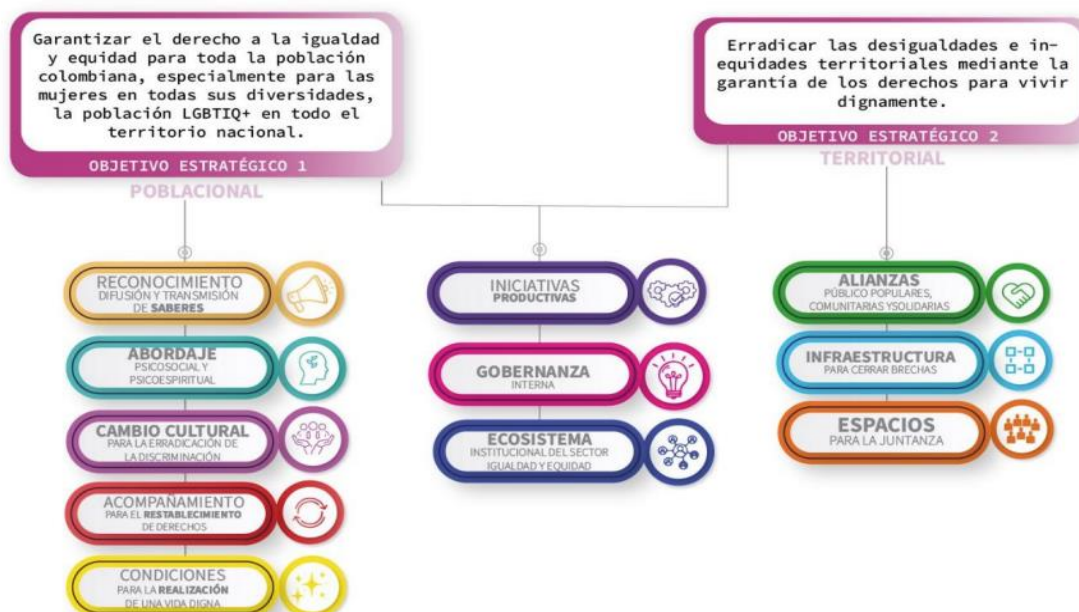 Garantizar el derecho a la igualdad
y equidad para toda la población
colombiana, especialmente para las
mujeres en todas sus diversidades,
la población LGBTIQ+ en todo el
territorio nacional.
OBJETIVO ESTRATÉGICO 1
POBLACIONAL
Erradicar las desigualdades e in-
equidades territoriales mediante la
garantía de los derechos para vivir
dignamente.
OBJETIVO ESTRATÉGICO 2
TERRITORIAL
RECONOCIMIENTO
DIFUSIÓN Y TRANSMISIÓN
DE SABERES
ABORDAJE
PSICOSOCIAL Y
PSICOESPIRITUAL
CAMBIO CULTURAL
PARA LA ERRADICACIÓN DE
LA DISCRIMINACIÓN
ACOMPAÑAMIENTO
PARA EL RESTABLECIMIENTO
DE DERECHOS
CONDICIONES
PARA LA REALIZACIÓN
DE UNA VIDA DIGNA
INICIATIVAS
PRODUCTIVAS
GOBERNANZA
INTERNA
ECOSISTEMA
INSTITUCIONAL DEL SECTOR
IGUALDAD Y EQUIDAD
ALIANZAS
PÚBLICO POPULARES,
COMUNITARIAS YSOLIDARIAS
INFRAESTRUCTURA
PARA CERRAR BRECHAS
ESPACIOS
PARA LA JUNTANZA